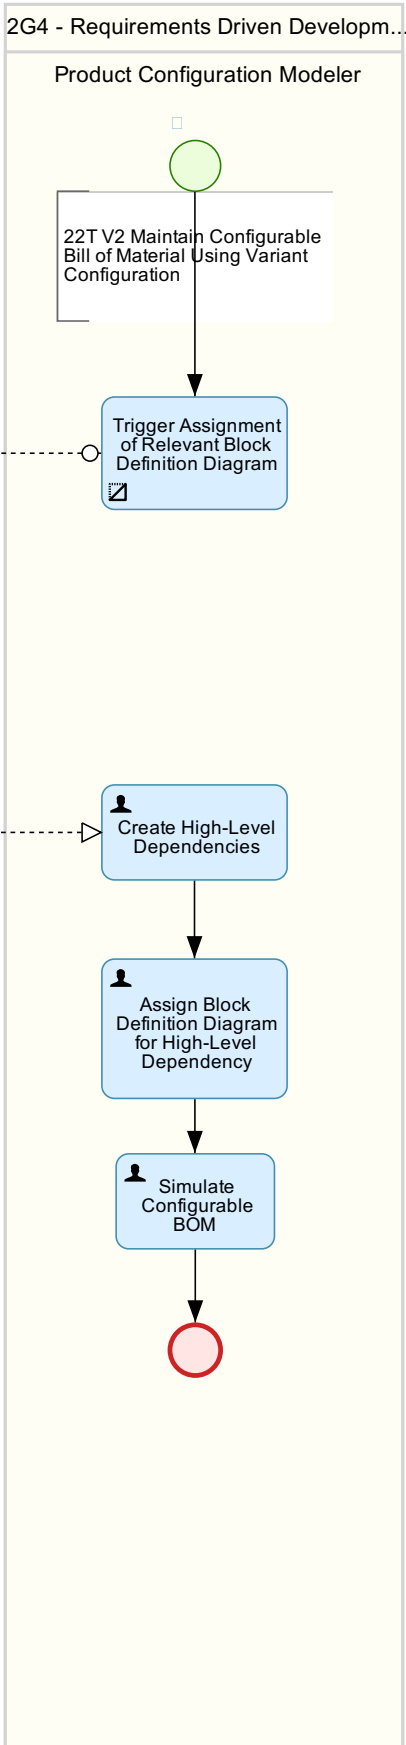 2G4 - Requirements Driven Developm...
Product Configuration Modeler
22T V2 Maintain Configurable
Bill of Material Using Variant
Configuration
Trigger Assignment
of Relevant Block
Definition Diagram
Create High-Level
Dependencies
Assign Block
Definition Diagram
for High-Level
Dependency
Simulate
Configurable
BOM